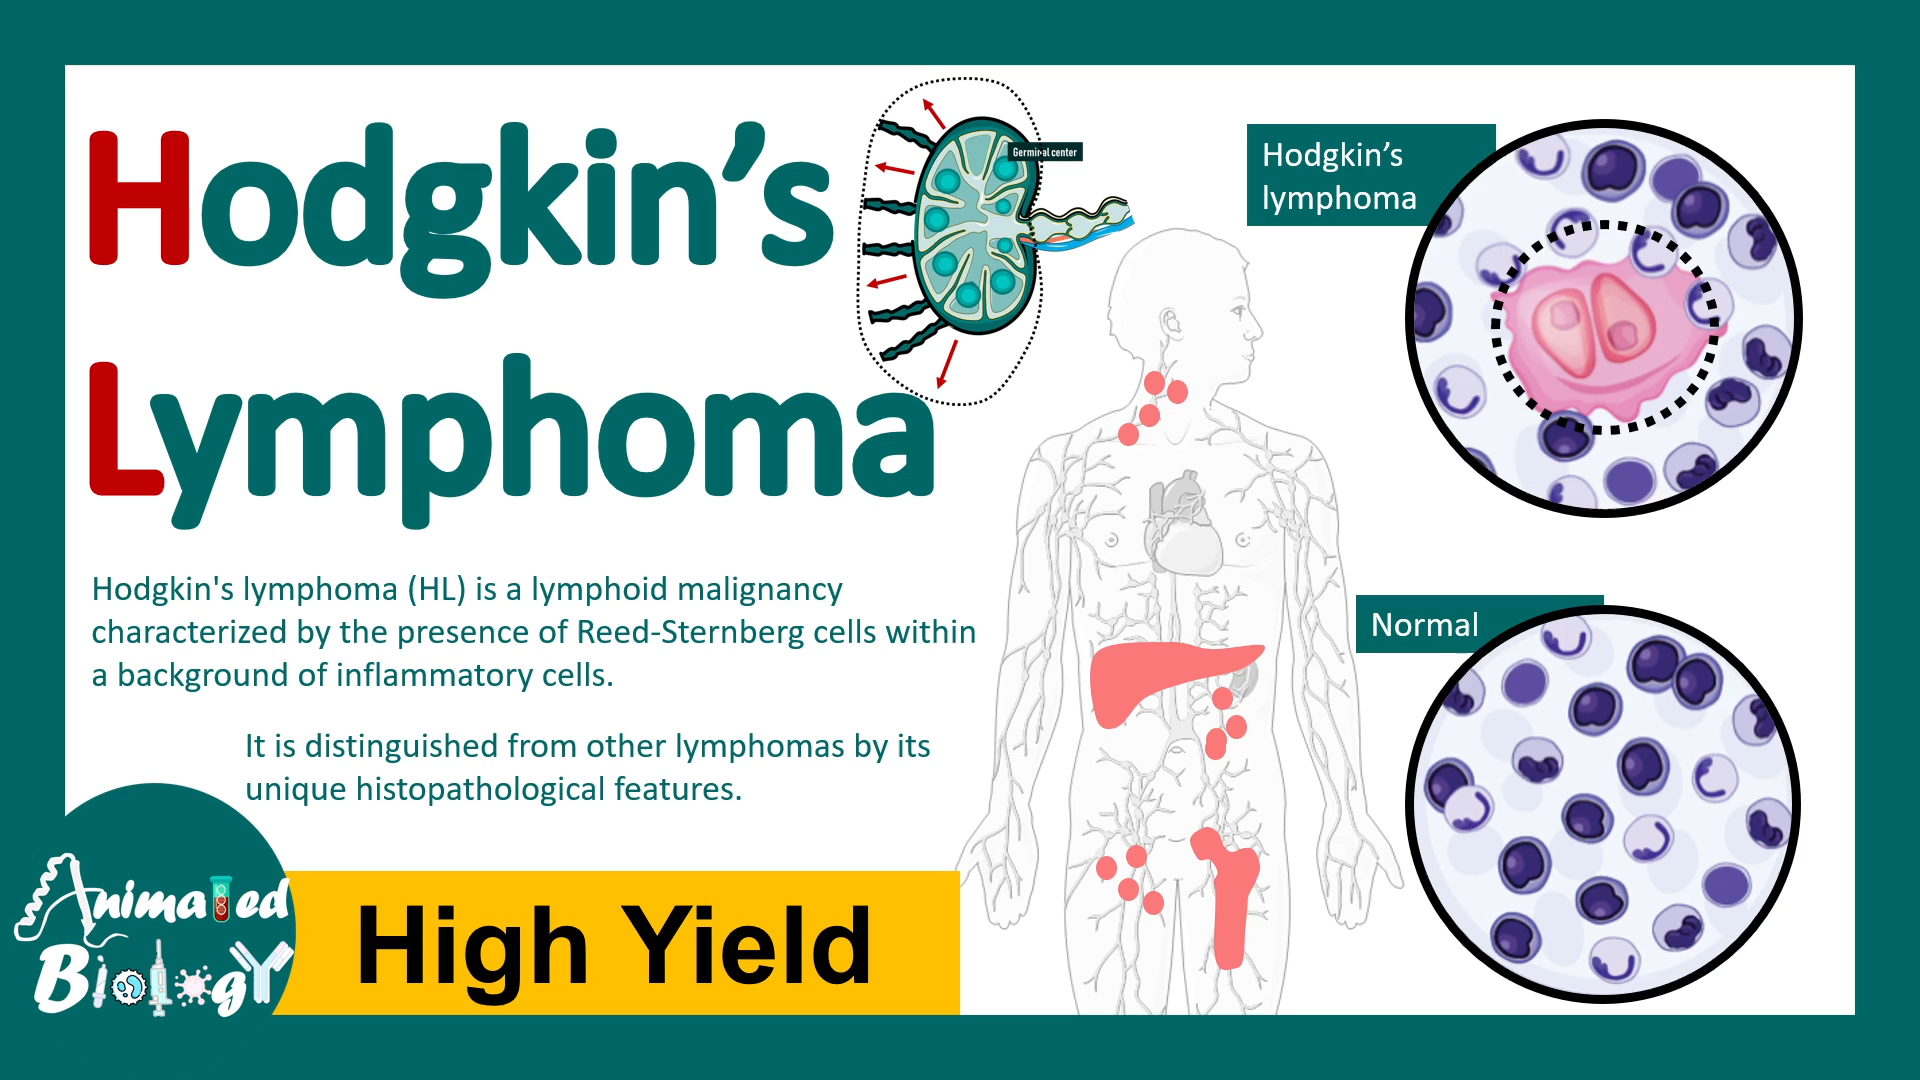 Hodgkin’s
Lymphoma
Germinal center
Hodgkin’s
lymphoma
Hodgkin's lymphoma (HL) is a lymphoid malignancy
characterized by the presence of Reed-Sternberg cells within
a background of inflammatory cells.
It is distinguished from other lymphomas by its
unique histopathological features.
Normal
Animated
Biology
High Yield